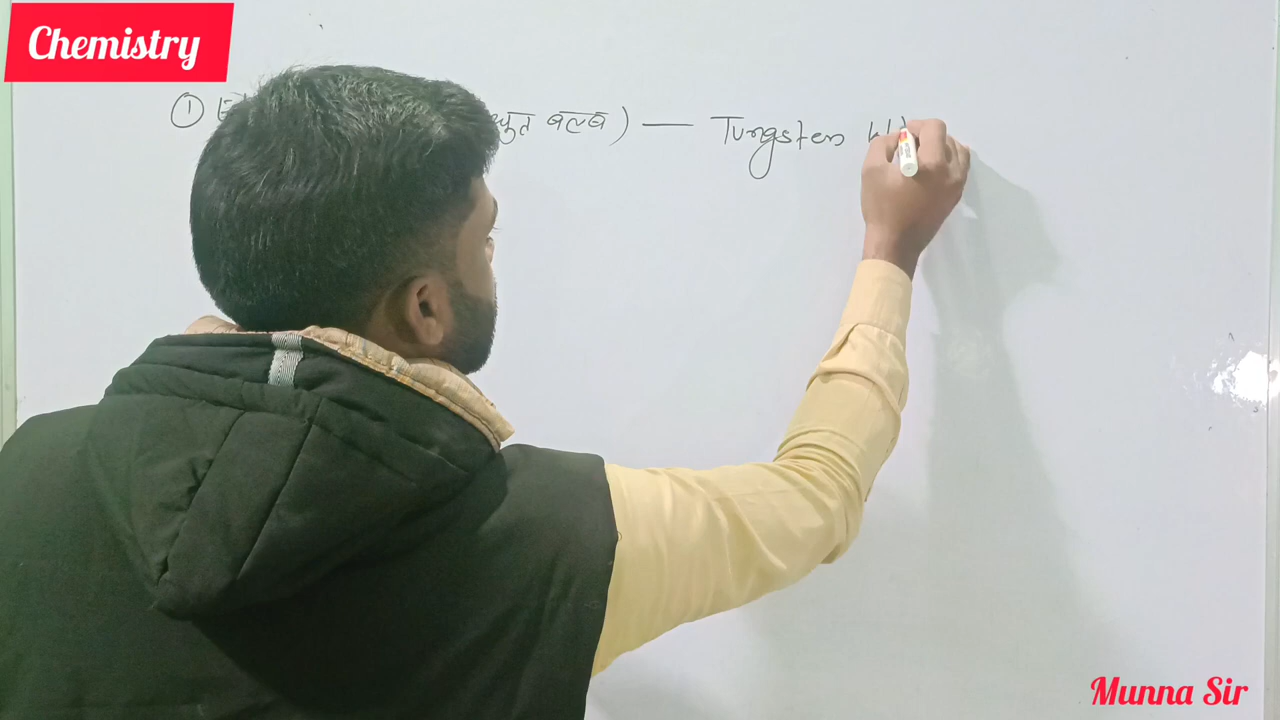 Chemistry
① बल्ब) — Tungsten
Munna Sir